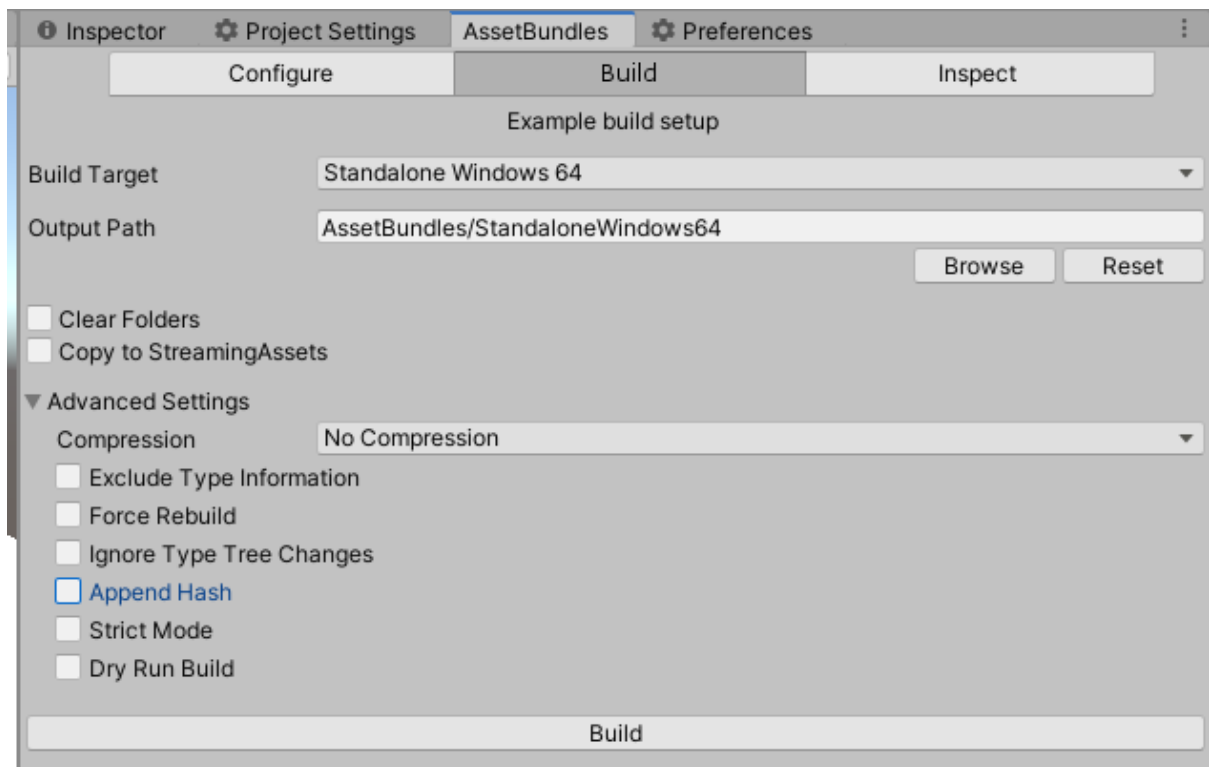 Inspector Project Settings AssetBundles Preferences
Configure Build Inspect
Example build setup
Build Target Standalone Windows 64
Output Path AssetBundles/StandaloneWindows64
Browse Reset
Clear Folders
Copy to StreamingAssets
Advanced Settings
Compression No Compression
Exclude Type Information
Force Rebuild
Ignore Type Tree Changes
Append Hash
Strict Mode
Dry Run Build
Build